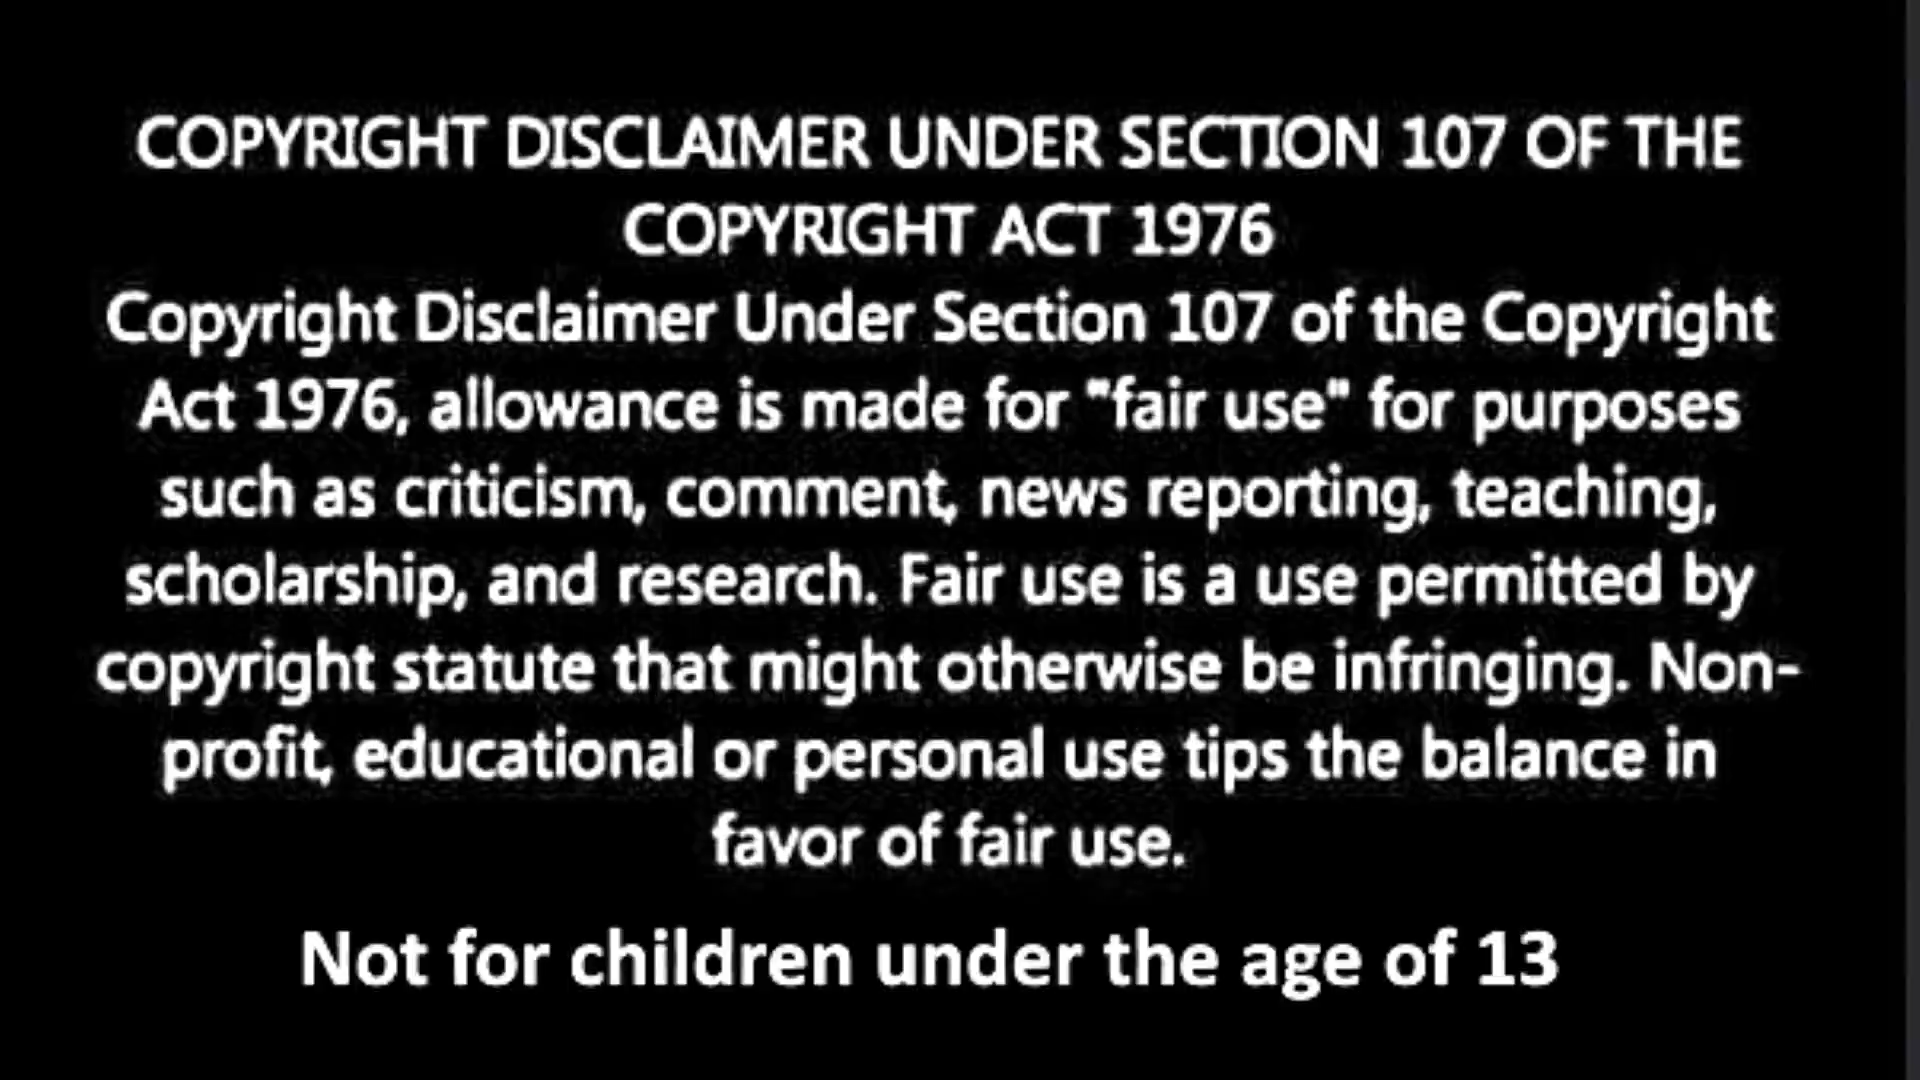 COPYRIGHT DISCLAIMER UNDER SECTION 107 OF THE
COPYRIGHT ACT 1976
Copyright Disclaimer Under Section 107 of the Copyright
Act 1976, allowance is made for "fair use" for purposes
such as criticism, comment, news reporting, teaching,
scholarship, and research. Fair use is a use permitted by
copyright statute that might otherwise be infringing. Non-
profit, educational or personal use tips the balance in
favor of fair use.
Not for children under the age of 13